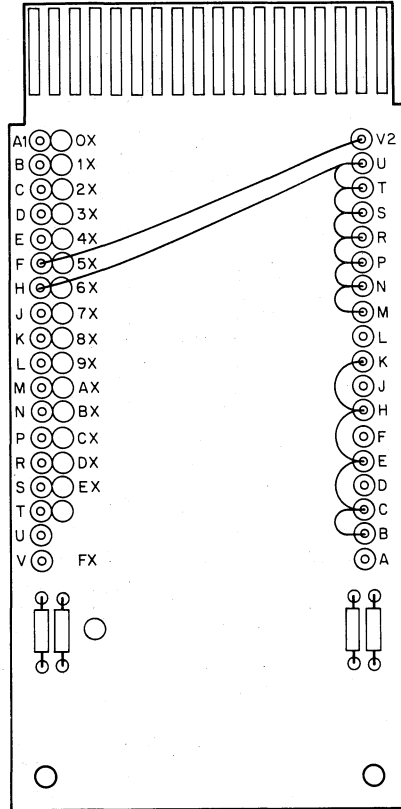 A1 0X V2
B 1X U
C 2X T
D 3X S
E 4X R
F 5X P
H 6X N
J 7X M
K 8X L
L 9X K
M AX J
N BX H
P CX F
R DX E
S EX D
T C
U B
V FX A